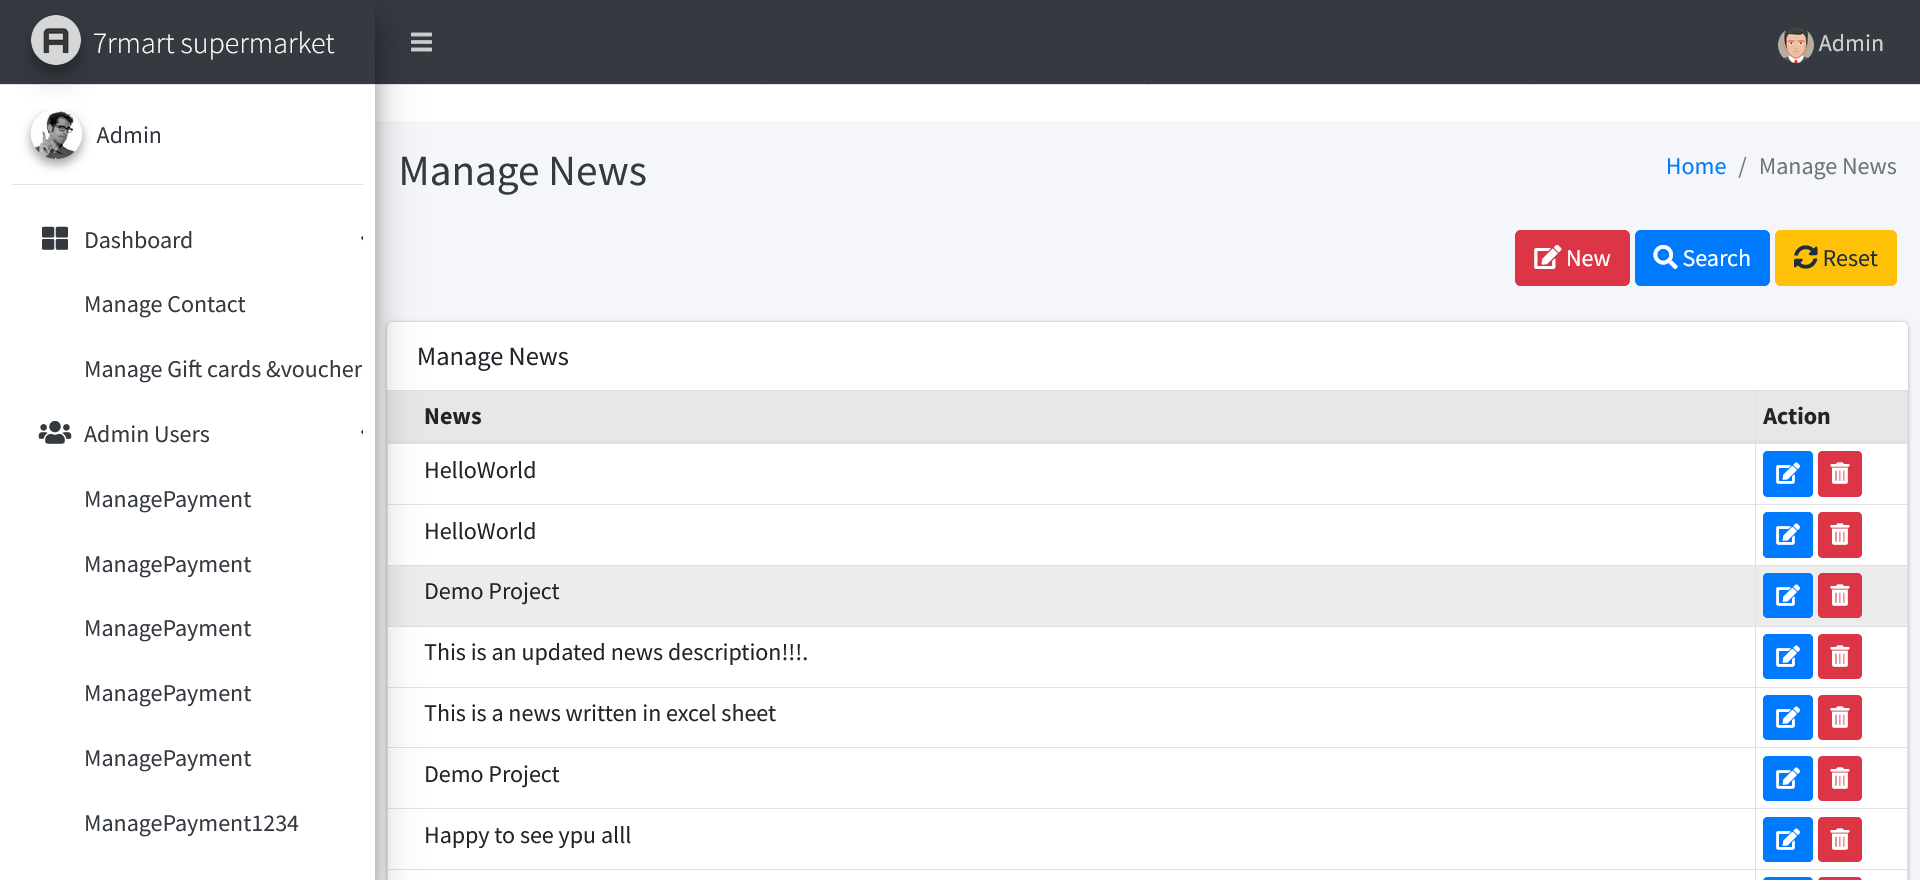 7rmart supermarket
Admin
Admin
Dashboard
Manage Contact
Manage Gift cards &voucher
Admin Users
ManagePayment
ManagePayment
ManagePayment
ManagePayment
ManagePayment
ManagePayment1234
Manage News
Home / Manage News
New Search Reset
Manage News
News Action
HelloWorld
HelloWorld
Demo Project
This is an updated news description!!!.
This is a news written in excel sheet
Demo Project
Happy to see ypu alll